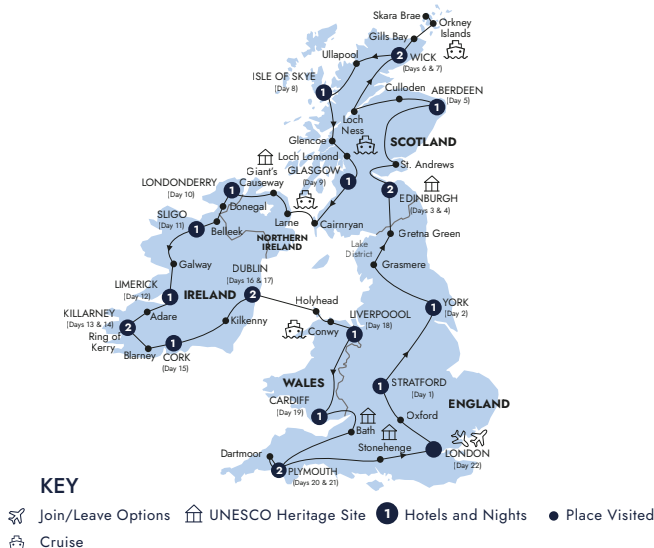 Skara Brae
Orkney
Islands
Gills Bay
Ullapool
2
WICK
(Days 6 & 7)
ISLE OF SKYE
(Day 8)
1
Culloden
ABERDEEN
(Day 5)
1
Loch
Ness
Glencoe
SCOTLAND
Loch Lomond
St. Andrews
GLASGOW
(Day 9)
1
Giant's
Causeway
LONDONDERRY
(Day 10)
1
2
EDINBURGH
(Days 3 & 4)
Donegal
SLIGO
(Day 11)
1
Belleek
Larne
Cairnryan
Gretna Green
NORTHERN
IRELAND
Lake
District
Galway
Grasmere
DUBLIN
(Days 16 & 17)
2
LIMERICK
(Day 12)
1
IRELAND
Holyhead
YORK
(Day 2)
1
Adare
KILLARNEY
(Days 13 & 14)
2
Kilkenny
LIVERPOOOL
(Day 18)
1
Conwy
Ring of
Kerry
Blarney
1
CORK
(Day 15)
WALES
1
STRATFORD
(Day 1)
CARDIFF
(Day 19)
1
ENGLAND
Oxford
Bath
Stonehenge
Dartmoor
LONDON
(Day 22)
2
PLYMOUTH
(Days 20 & 21)
KEY
Join/Leave Options
UNESCO Heritage Site
1
Hotels and Nights
Place Visited
Cruise